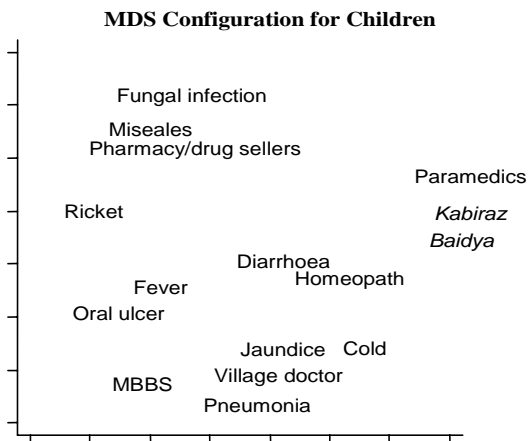 MDS Configuration for Children
Fungal infection
Miseales
Pharmacy/drug sellers
Paramedics
Ricket
Kabiraz
Baidya
Diarrhoea
Homeopath
Fever
Oral ulcer
Jaundice
Cold
Village doctor
MBBS
Pneumonia